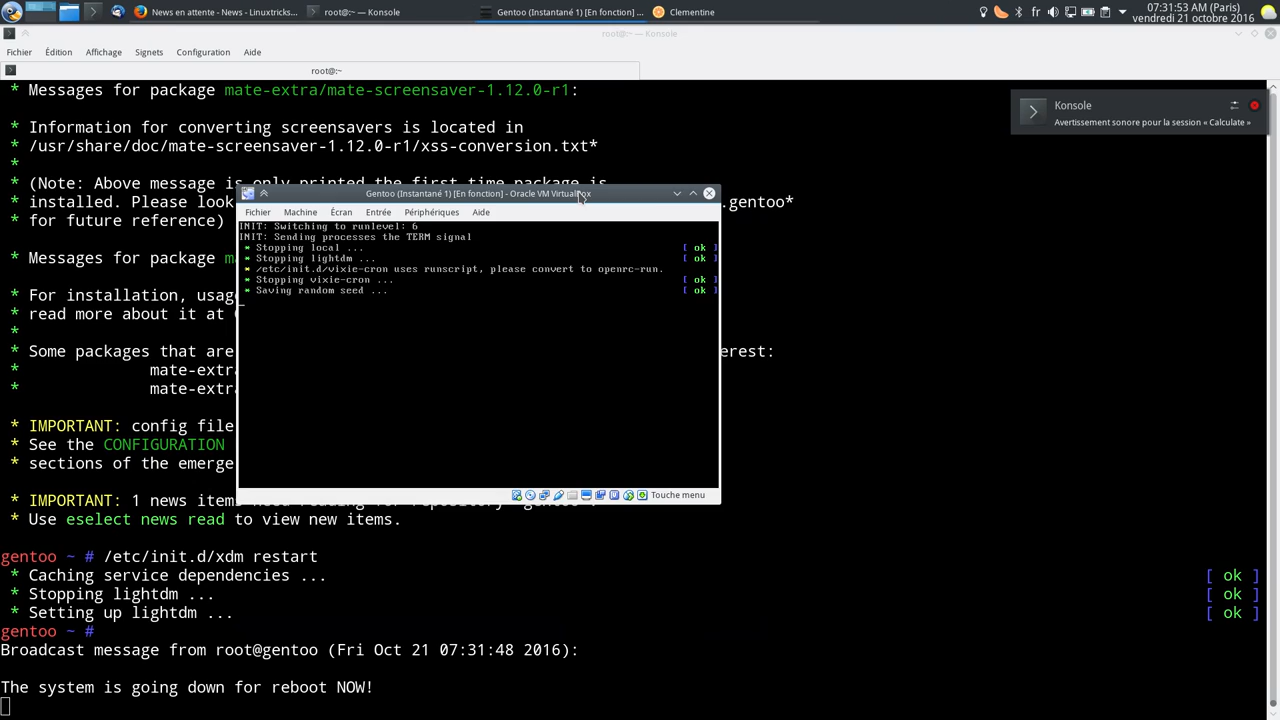 News en attente - News - Linuxtricks...
root@:~ — Konsole
Gentoo (Instantané 1) [En fonction] ...
Clementine
fr
07:31:53 AM (Paris)
vendredi 21 octobre 2016
root@:~ — Konsole
Fichier Édition Affichage Signets Configuration Aide
root@:~
* Messages for package mate-extra/mate-screensaver-1.12.0-r1:
Konsole
Avertissement sonore pour la session « Calculate »
* Information for converting screensavers is located in
* /usr/share/doc/mate-screensaver-1.12.0-r1/xss-conversion.txt*
*
* (Note: Above message is only printed the first time package is
* installed. Please look
.gentoo*
* for future reference)
* Messages for package m
* For installation, usag
* read more about it at
*
* Some packages that are
erest:
* mate-extr
* mate-extr
* IMPORTANT: config file
* See the CONFIGURATION
* sections of the emerge
* IMPORTANT: 1 news items need reading for repository 'gentoo'.
* Use eselect news read to view new items.
Gentoo (Instantané 1) [En fonction] - Oracle VM VirtualBox
Fichier Machine Écran Entrée Périphériques Aide
INIT: Switching to runlevel: 6
INIT: Sending processes the TERM signal
* Stopping local ... [ ok ]
* Stopping lightdm ... [ ok ]
* /etc/init.d/vixie-cron uses runscript, please convert to openrc-run.
* Stopping vixie-cron ... [ ok ]
* Saving random seed ... [ ok ]
Touche menu
gentoo ~ # /etc/init.d/xdm restart
* Caching service dependencies ... [ ok ]
* Stopping lightdm ... [ ok ]
* Setting up lightdm ... [ ok ]
gentoo ~ #
Broadcast message from root@gentoo (Fri Oct 21 07:31:48 2016):
The system is going down for reboot NOW!